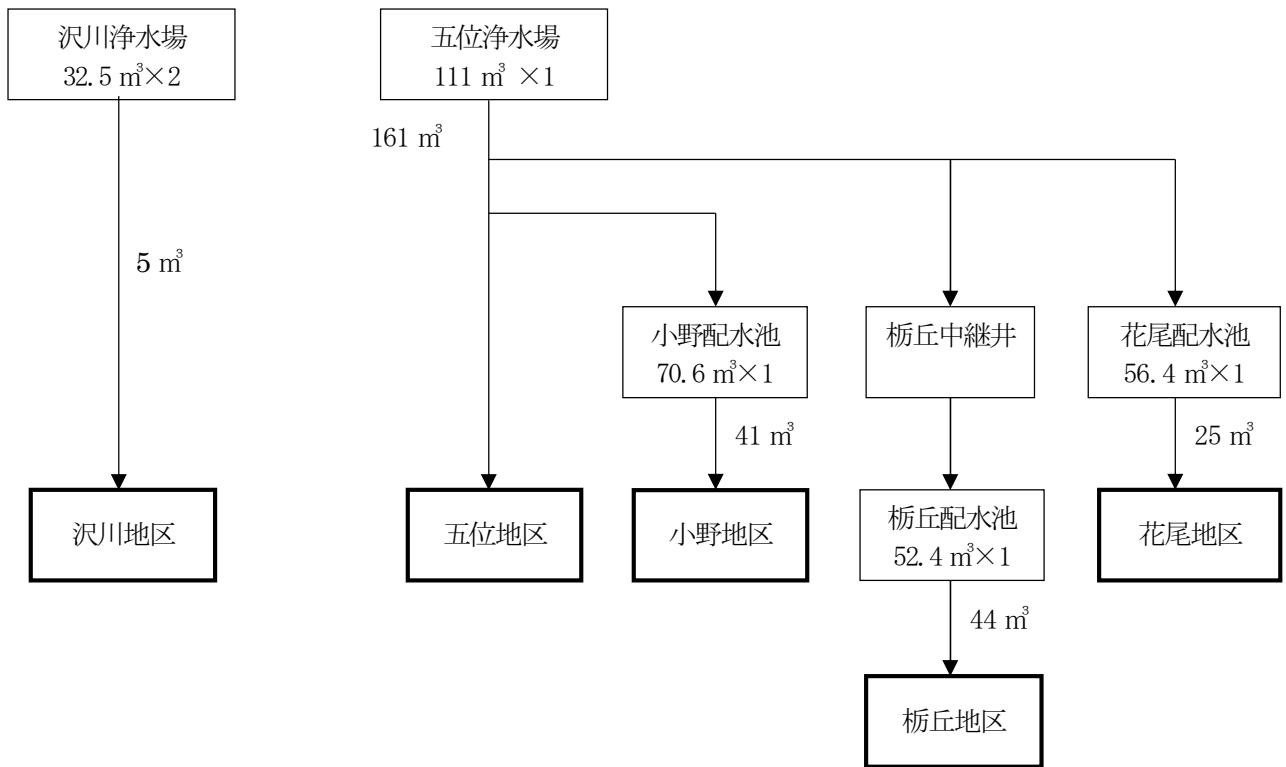 沢川浄水場
32.5 ㎥×2
五位浄水場
111 ㎥ ×1
161 ㎥
5 ㎥
小野配水池
70.6 ㎥×1
栃丘中継井
花尾配水池
56.4 ㎥×1
41 ㎥
25 ㎥
沢川地区
五位地区
小野地区
栃丘配水池
52.4 ㎥×1
花尾地区
44 ㎥
栃丘地区